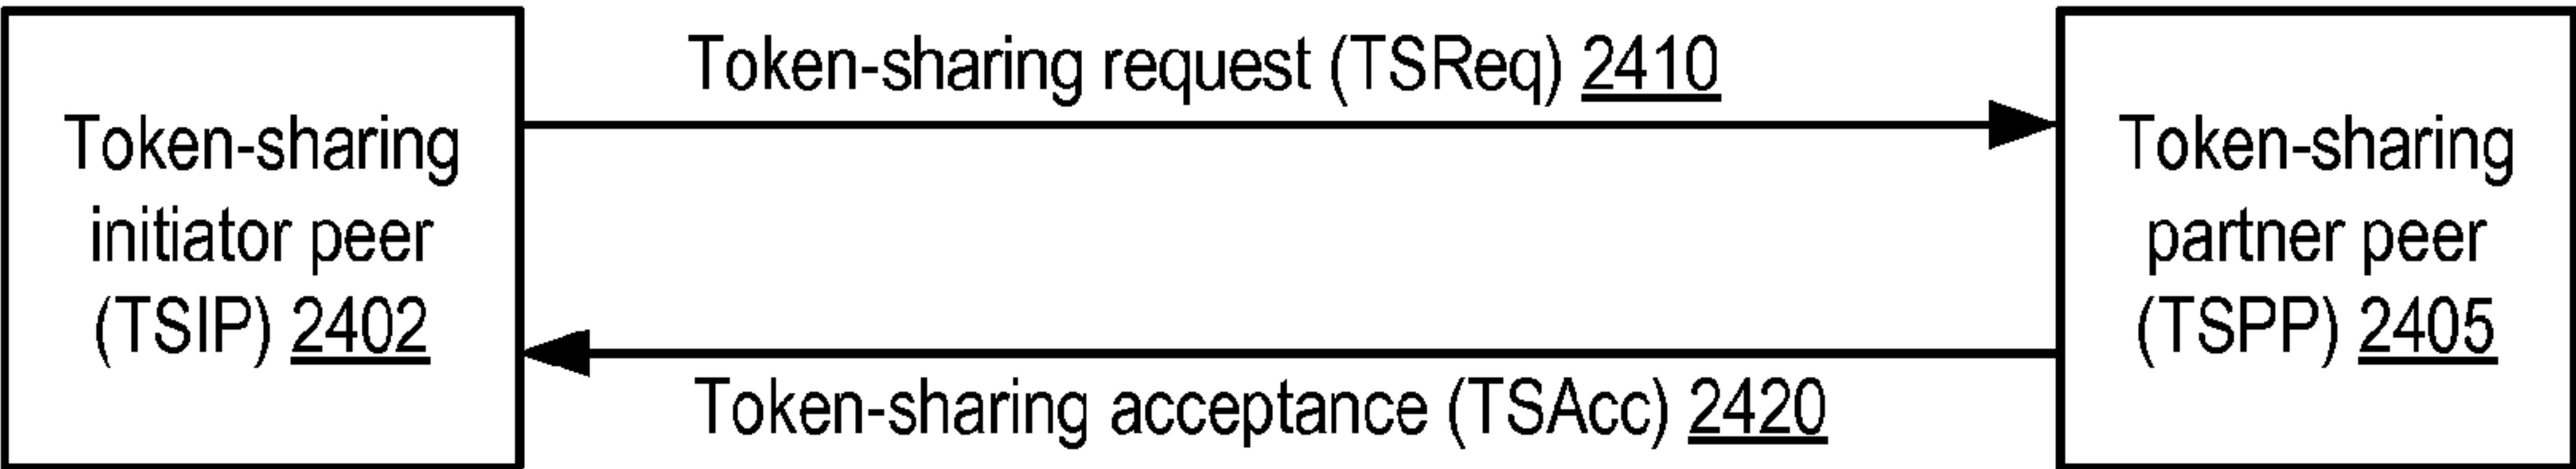 Token-sharing
initiator peer
(TSIP) 2402
Token-sharing request (TSReq) 2410
Token-sharing acceptance (TSAcc) 2420
Token-sharing
partner peer
(TSPP) 2405